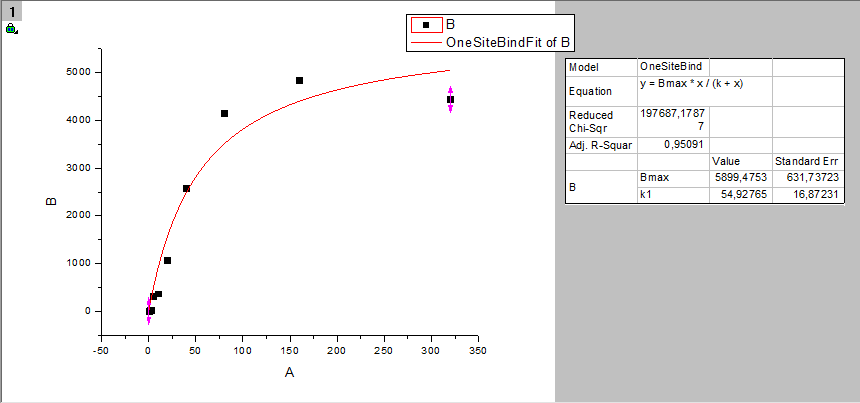 1
B
OneSiteBindFit of B
5000
4000
3000
2000
1000
0
B
-50 0 50 100 150 200 250 300 350
A
Model OneSiteBind
Equation y = Bmax * x / (k + x)
Reduced Chi-Sqr 197687,1787 7
Adj. R-Squar 0,95091
Value Standard Err
B Bmax 5899,4753 631,73723
k1 54,92765 16,87231